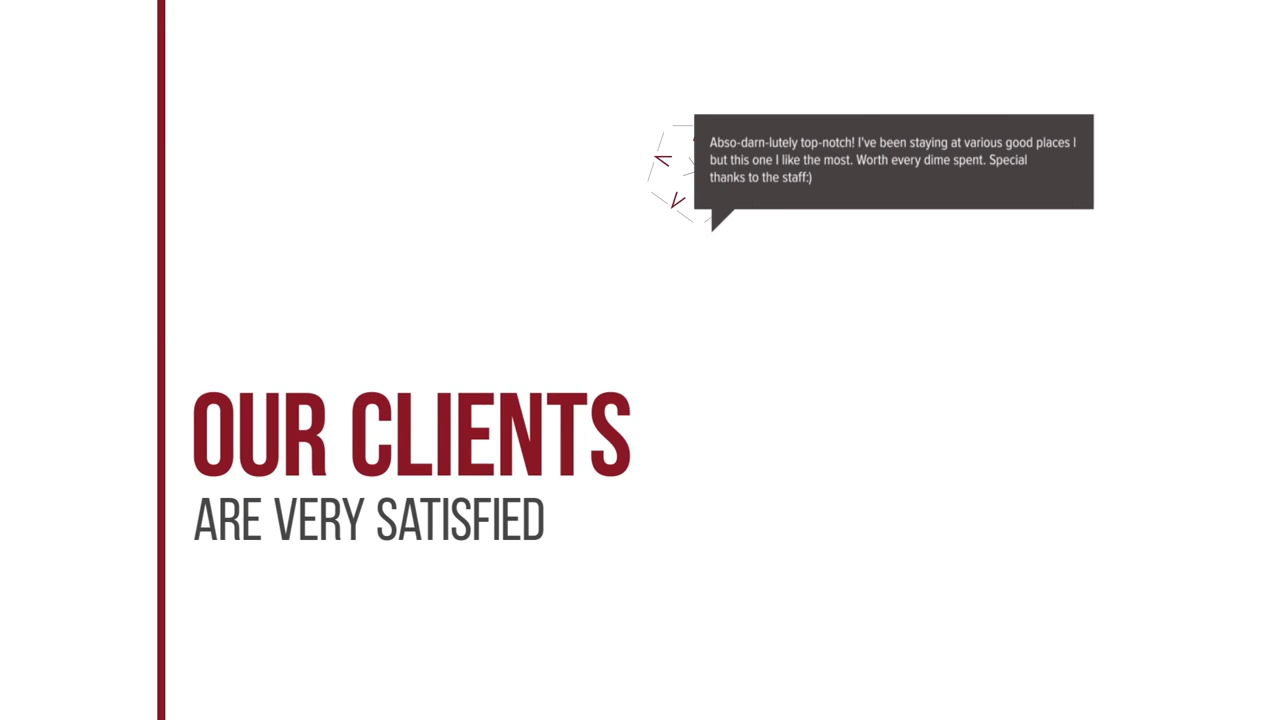 Abso-darn-lutely top-notch! I've been staying at various good places I
but this one I like the most. Worth every dime spent. Special
thanks to the staff:)
OUR CLIENTS
ARE VERY SATISFIED